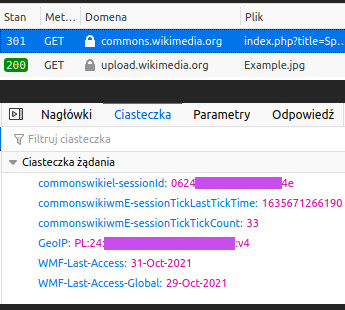 Stan Met... Domena Plik
301 GET commons.wikimedia.org index.php?title=Sp...
200 GET upload.wikimedia.org Example.jpg
Nagłówki Ciasteczka Parametry Odpowiedź
Filtruj ciasteczka
Ciasteczka żądania
commonswikiel-sessionId: 0624 4e
commonswikiwmE-sessionTickLastTickTime: 1635671266190
commonswikiwmE-sessionTickTickCount: 33
GeoIP: PL:24: :v4
WMF-Last-Access: 31-Oct-2021
WMF-Last-Access-Global: 29-Oct-2021